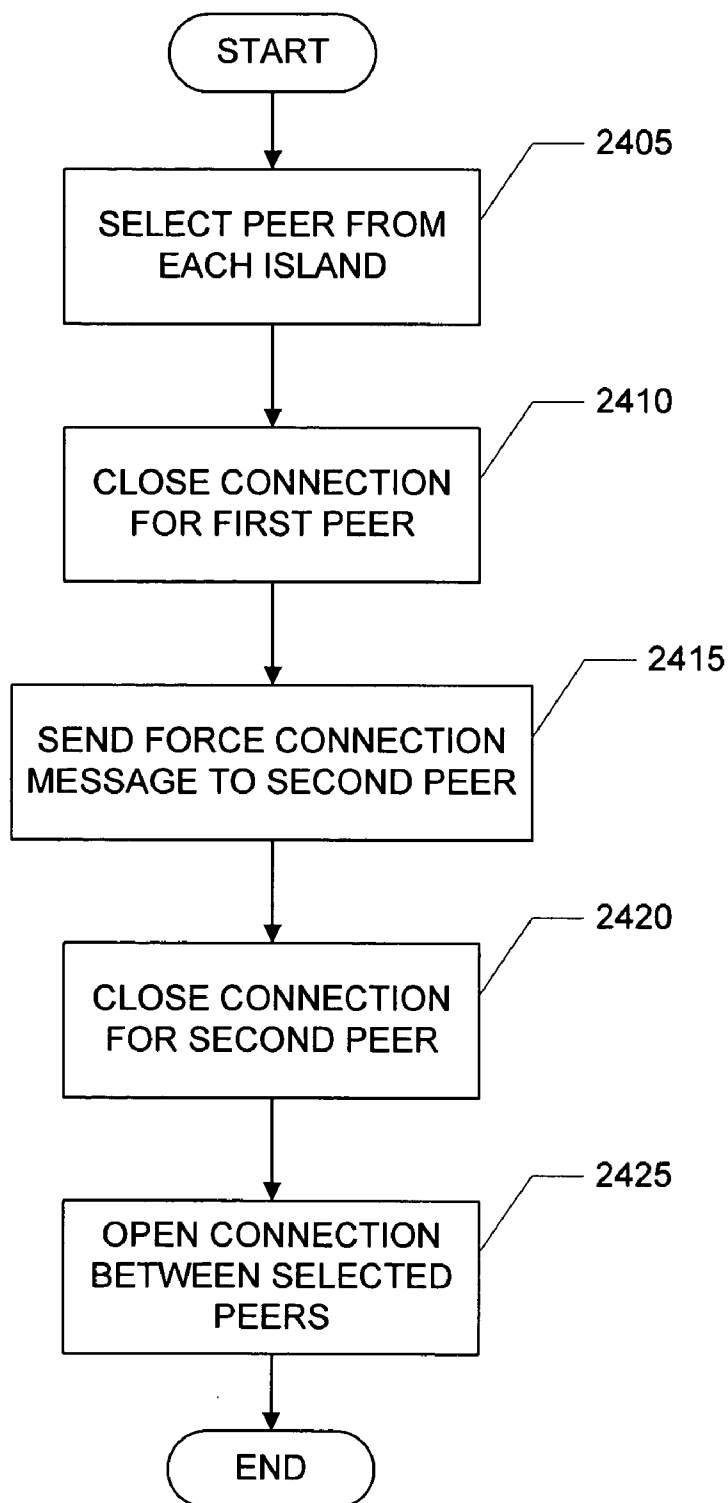 START
2405
SELECT PEER FROM
EACH ISLAND
2410
CLOSE CONNECTION
FOR FIRST PEER
2415
SEND FORCE CONNECTION
MESSAGE TO SECOND PEER
2420
CLOSE CONNECTION
FOR SECOND PEER
2425
OPEN CONNECTION
BETWEEN SELECTED
PEERS
END